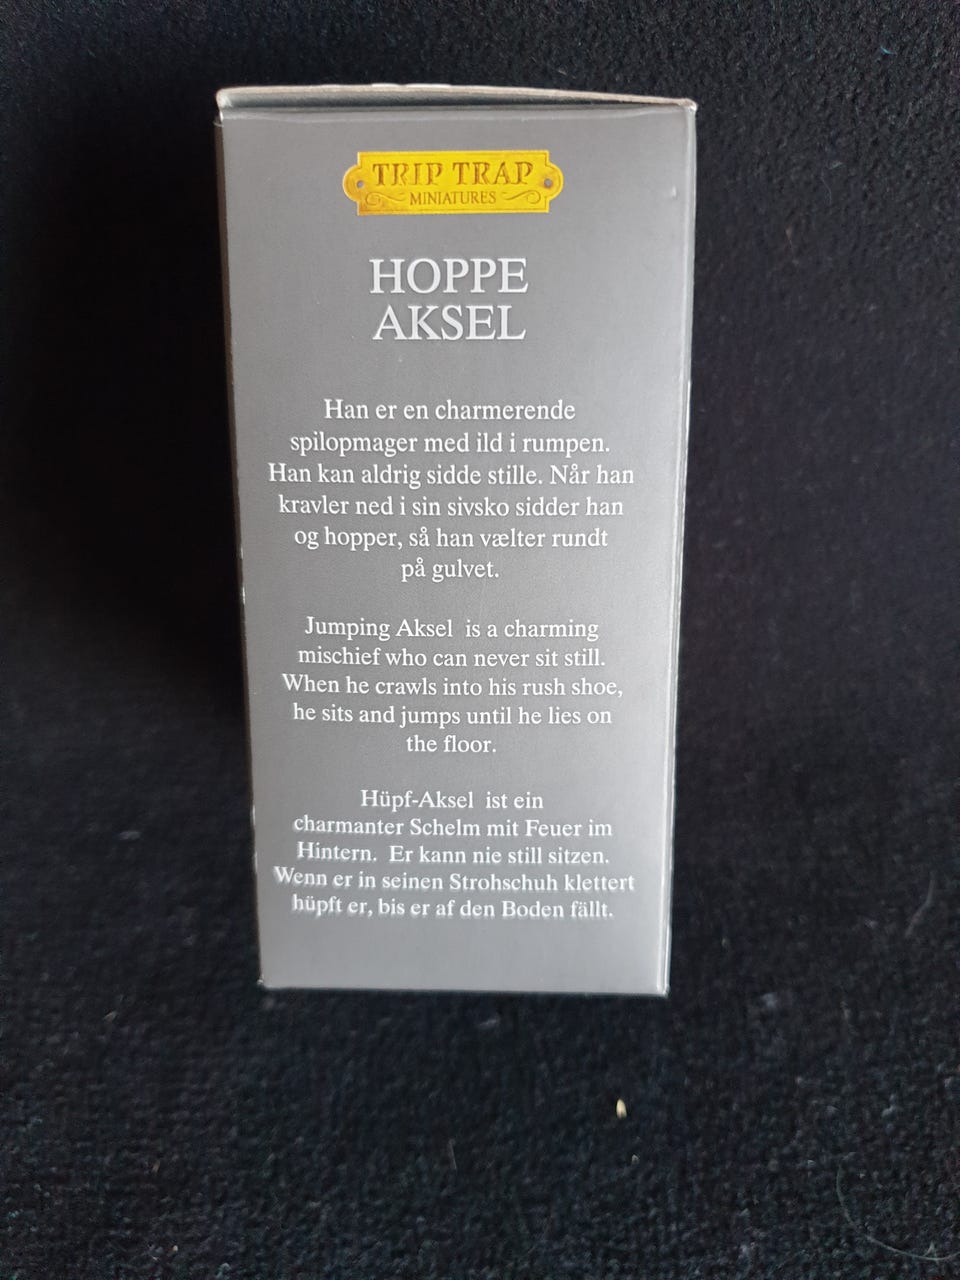 TRIP TRAP
MINIATURES
HOPPE
AKSEL
Han er en charmerende
spilopmager med ild i rumpen.
Han kan aldrig sidde stille. Når han
kravler ned i sin sivsko sidder han
og hopper, så han vælter rundt
på gulvet.
Jumping Aksel is a charming
mischief who can never sit still.
When he crawls into his rush shoe,
he sits and jumps until he lies on
the floor.
Hüpf-Aksel ist ein
charmanter Schelm mit Feuer im
Hintern. Er kann nie still sitzen.
Wenn er in seinen Strohschuh klettert
hüpft er, bis er af den Boden fällt.